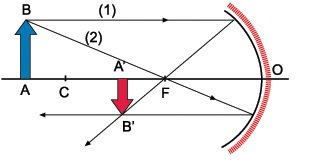 B (1)
(2)
A' O
A C F
B'